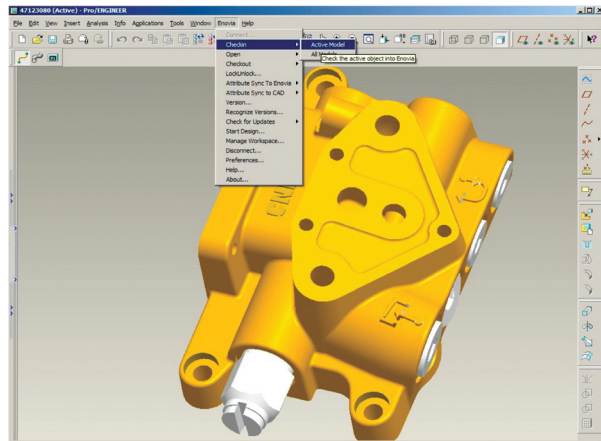 47123080 (Active) - Pro/ENGINEER
File Edit View Insert Analysis Info Applications Tools Window Enovia Help
Connect...
Checkin
Active Model
Open
All Models
Check the active object into Enovia
Checkout
Lock\Unlock...
Attribute Sync To Enovia
Attribute Sync to CAD
Version...
Recognize Versions...
Check for Updates
Start Design...
Manage Workspace...
Disconnect...
Preferences...
Help...
About...